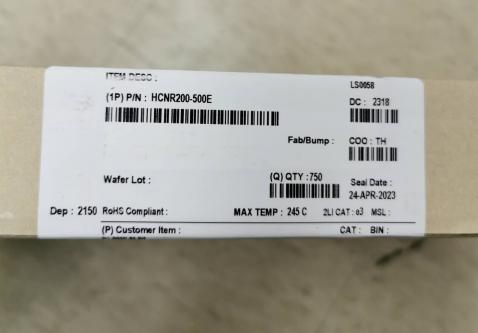 ITEM DESC :
LS0058
(1P) P/N : HCNR200-500E
DC : 2318
Fab/Bump : COO : TH
Wafer Lot :
(Q) QTY :750
Seal Date :
24-APR-2023
Dep : 2150 RoHS Compliant : MAX TEMP : 245 C 2LI CAT : e3 MSL :
(P) Customer Item : CAT : BIN :